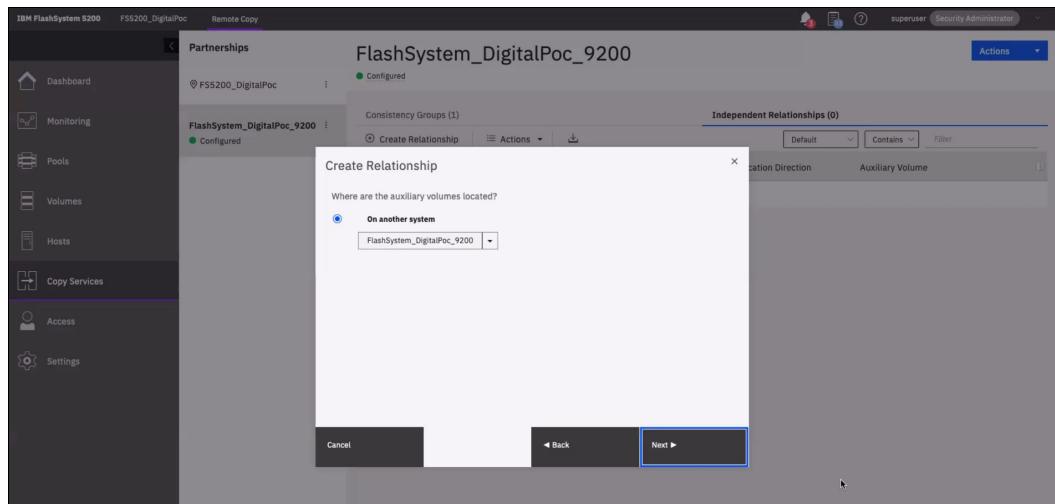 IBM FlashSystem 5200 FS5200_DigitalPoc Remote Copy superuser Security Administrator
Partnerships
FS5200_DigitalPoc
FlashSystem_DigitalPoc_9200
Configured
Dashboard
Monitoring
Pools
Volumes
Hosts
Copy Services
Access
Settings
FlashSystem_DigitalPoc_9200
Configured
Actions
Consistency Groups (1) Independent Relationships (0)
Create Relationship Actions Default Contains Filter
cation Direction Auxiliary Volume
Create Relationship
Where are the auxiliary volumes located?
On another system
FlashSystem_DigitalPoc_9200
Cancel Back Next